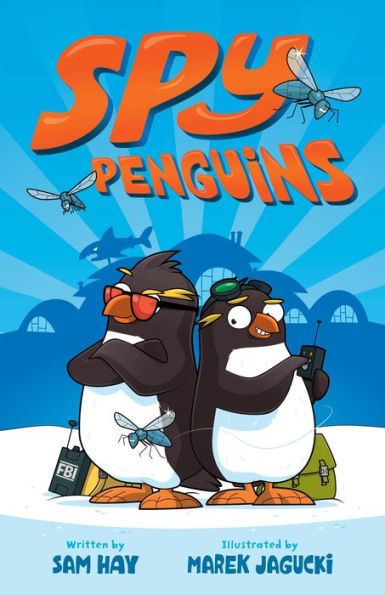 SPY
PENGUiNS
FBI
Written by
SAM HAY
Illustrated by
MAREK JAGUCKI